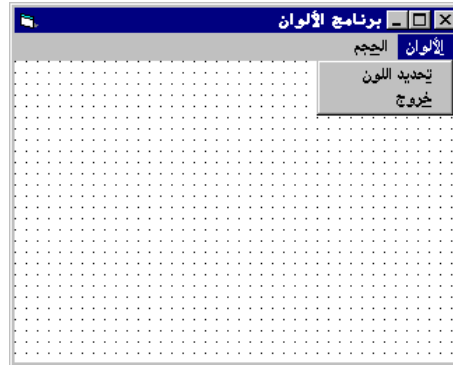 برنامج الألوان
الألوان الحجم
تحديد اللون
خروج